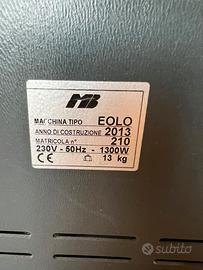 MB
MACCHINA TIPO EOLO
ANNO DI COSTRUZIONE 2013
MATRICOLA n° 210
230V - 50Hz - 1300W
CE 13 kg
subito